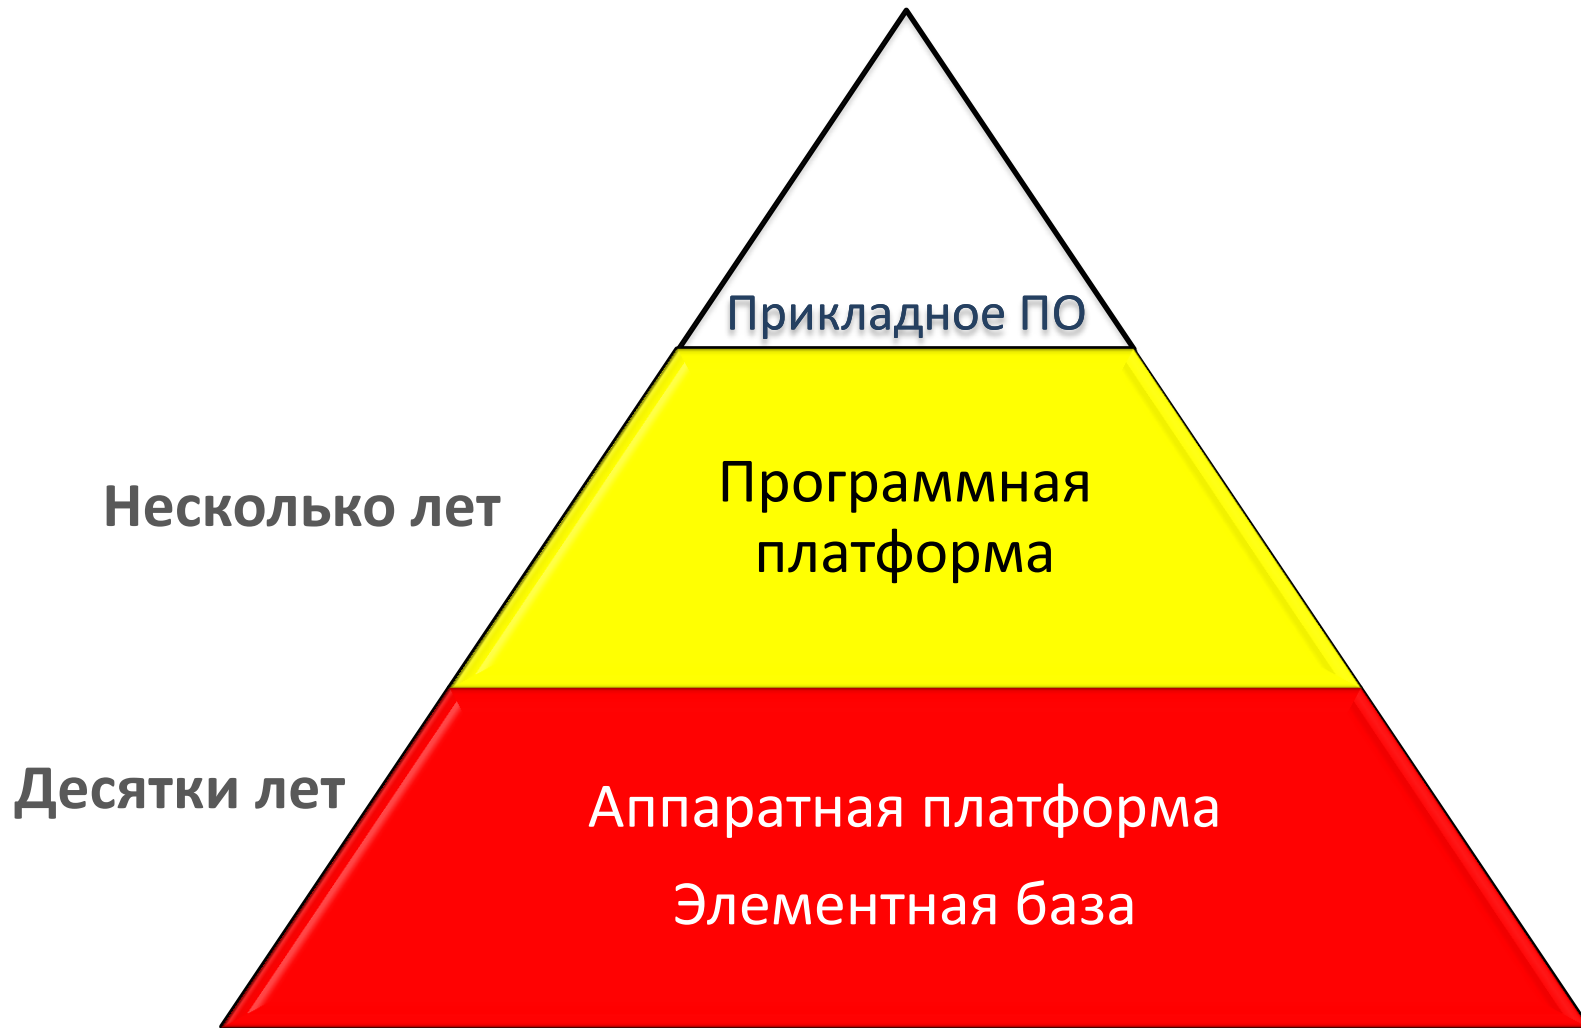 Прикладное ПО
Несколько лет
Программная
платформа
Десятки лет
Аппаратная платформа
Элементная база